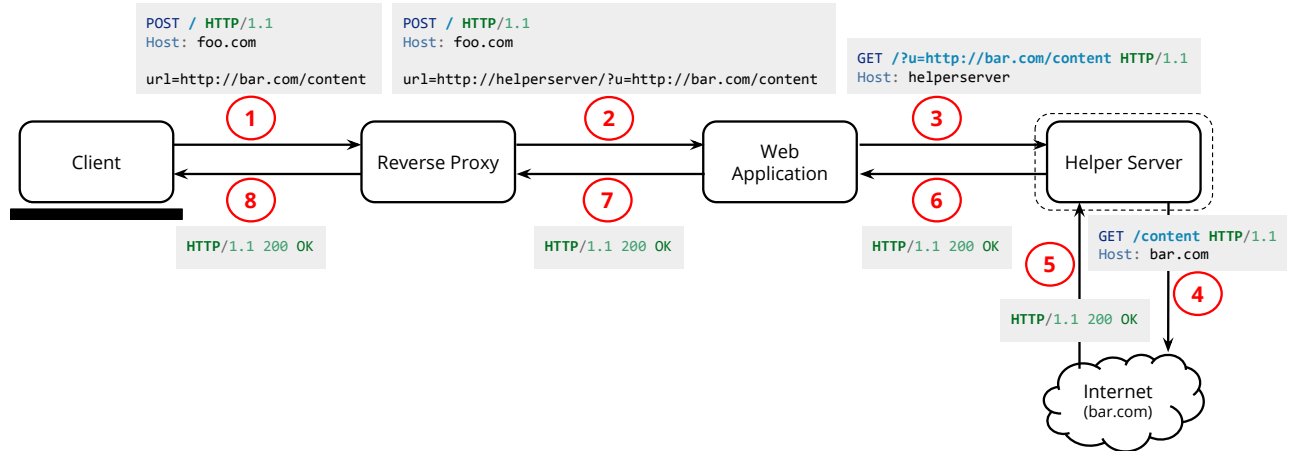 POST / HTTP/1.1
Host: foo.com
url=http://bar.com/content
POST / HTTP/1.1
Host: foo.com
url=http://helperserver/?u=http://bar.com/content
GET /?u=http://bar.com/content HTTP/1.1
Host: helperserver
1
2
3
Client
Reverse Proxy
Web
Application
Helper Server
8
7
6
HTTP/1.1 200 OK
HTTP/1.1 200 OK
HTTP/1.1 200 OK
GET /content HTTP/1.1
Host: bar.com
5
4
HTTP/1.1 200 OK
Internet
(bar.com)